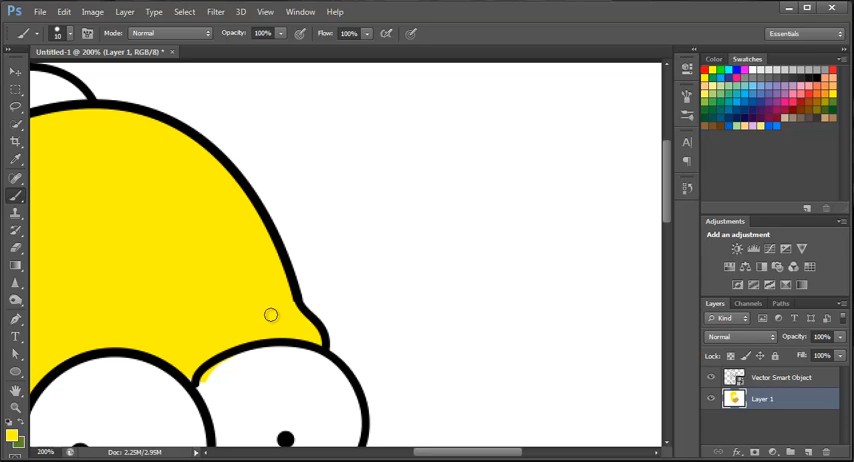 Ps File Edit Image Layer Type Select Filter 3D View Window Help
10 Mode: Normal Opacity: 100% Flow: 100% Essentials
Untitled-1 @ 200% (Layer 1, RGB/8) * ×
Color Swatches
A
T
Adjustments
Add an adjustment
Layers Channels Paths
Kind T
Normal Opacity: 100%
Lock: Fill: 100%
Vector Smart Object
Layer 1
fx
200% Doc: 2.25M/2.95M